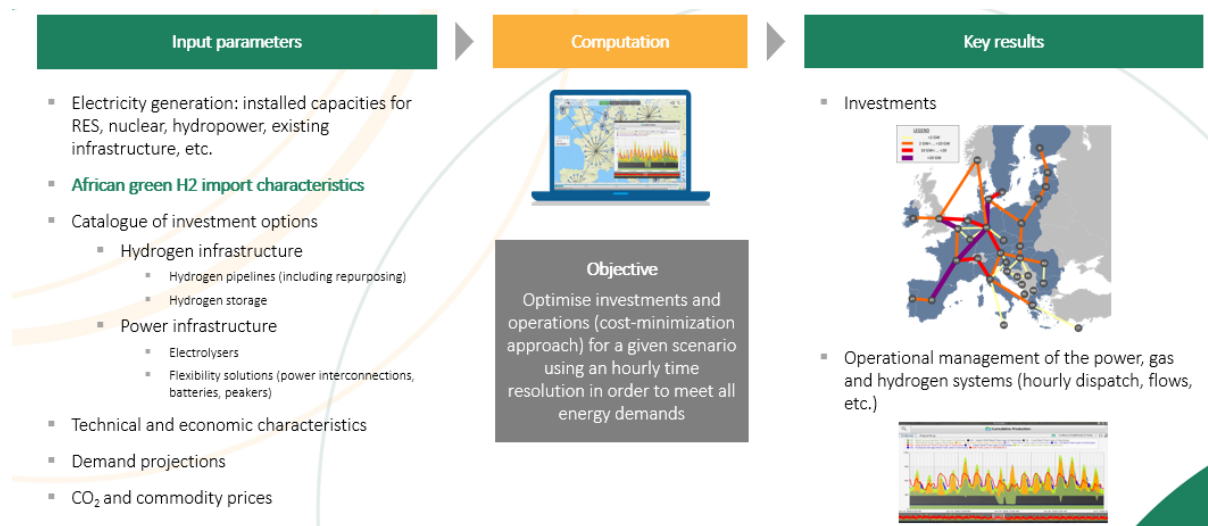 Input parameters
Computation
Key results
Electricity generation: installed capacities for
RES, nuclear, hydropower, existing
infrastructure, etc.
African green H2 import characteristics
Catalogue of investment options
Hydrogen infrastructure
Hydrogen pipelines (including repurposing)
Hydrogen storage
Power infrastructure
Electrolysers
Flexibility solutions (power interconnections,
batteries, peakers)
Technical and economic characteristics
Demand projections
CO₂ and commodity prices
Objective
Optimise investments and
operations (cost-minimization
approach) for a given scenario
using an hourly time
resolution in order to meet all
energy demands
Investments
LEGEND
Operational management of the power, gas
and hydrogen systems (hourly dispatch, flows,
etc.)
Cumulative Production